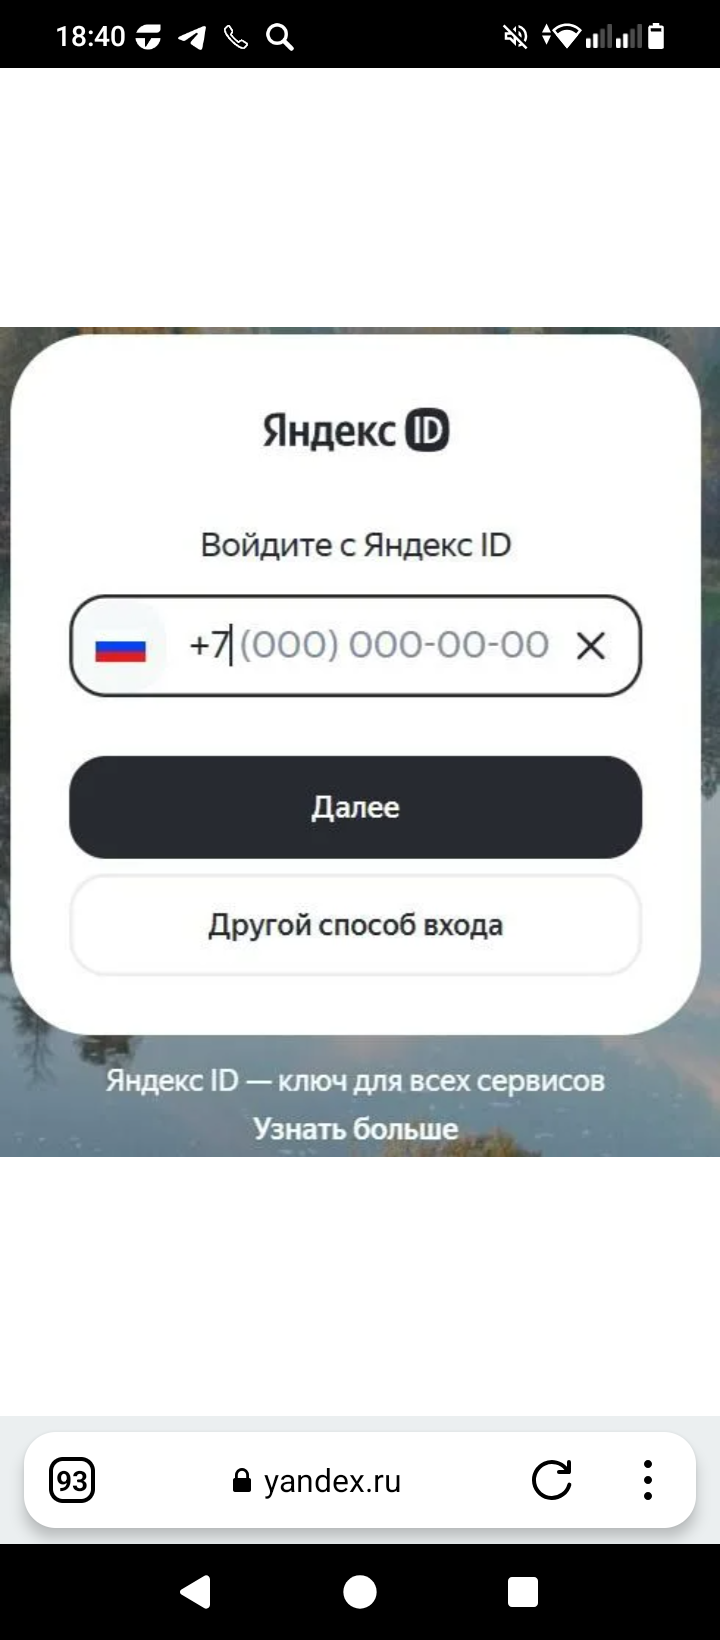 18:40
Яндекс ID
Войдите с Яндекс ID
+7 (000) 000-00-00
Далее
Другой способ входа
Яндекс ID — ключ для всех сервисов
Узнать больше
93 yandex.ru